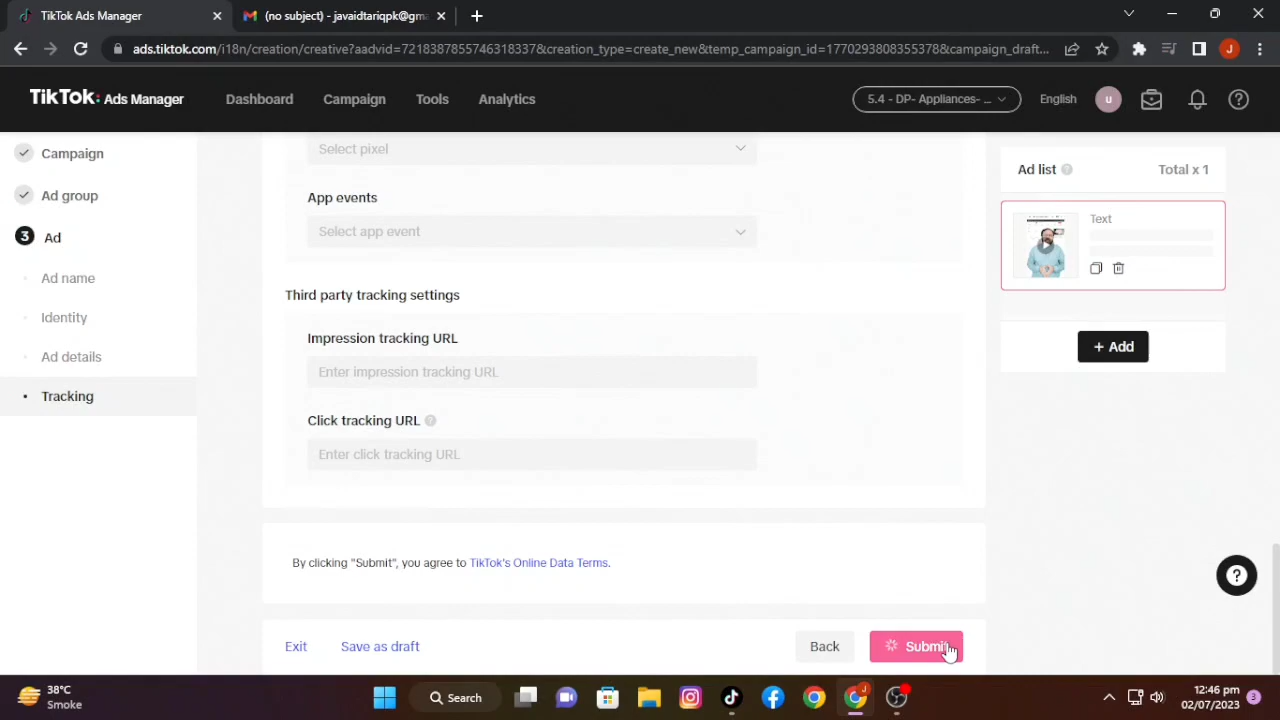 TikTok Ads Manager
(no subject) - javaidtariqpk@gma
ads.tiktok.com/i18n/creation/creative?aadvid=7218387855746318337&creation_type=create_new&temp_campaign_id=1770293808355378&campaign_draft...
J
TikTok: Ads Manager
Dashboard
Campaign
Tools
Analytics
5.4 - DP- Appliances- ...
English
U
Campaign
Ad group
3 Ad
Ad name
Identity
Ad details
Tracking
Select pixel
App events
Select app event
Third party tracking settings
Impression tracking URL
Enter impression tracking URL
Click tracking URL
Enter click tracking URL
By clicking "Submit", you agree to TikTok's Online Data Terms.
Exit
Save as draft
Back
Submit
Ad list
Total x 1
Text
+ Add
38°C
Smoke
Search
12:46 pm
02/07/2023
3